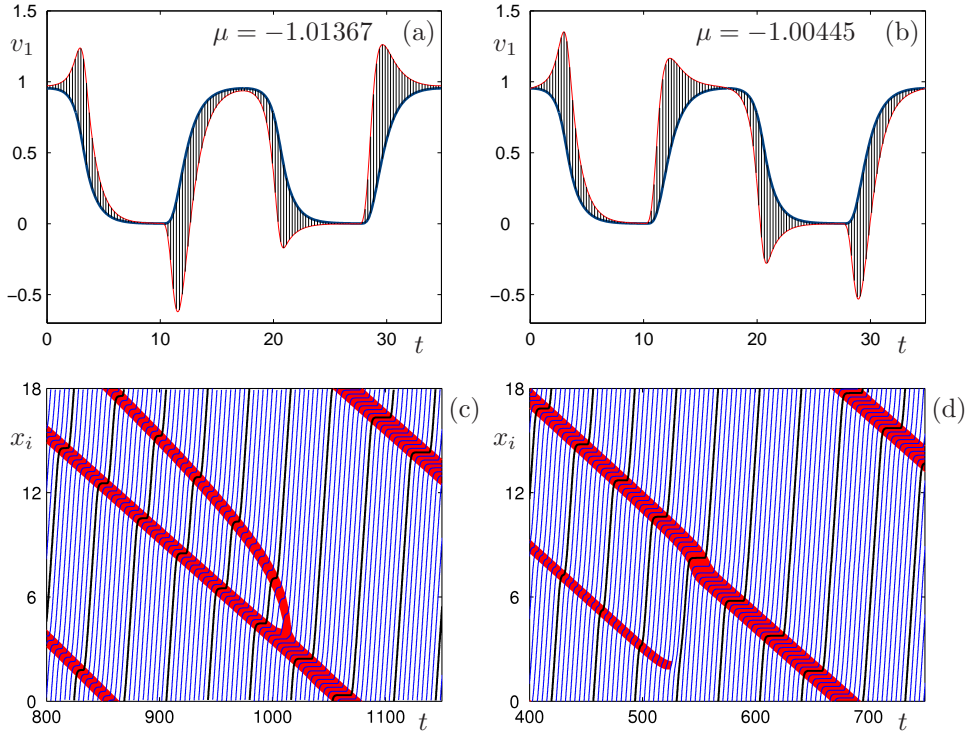 1.5 v₁ 1 0.5 0 −0.5
μ = −1.01367 (a)
0 10 20 30 t
1.5 v₁ 1 0.5 0 −0.5
μ = −1.00445 (b)
0 10 20 30 t
18 xᵢ 12 6 0
(c)
800 900 1000 1100 t
18 xᵢ 12 6 0
(d)
400 500 600 700 t